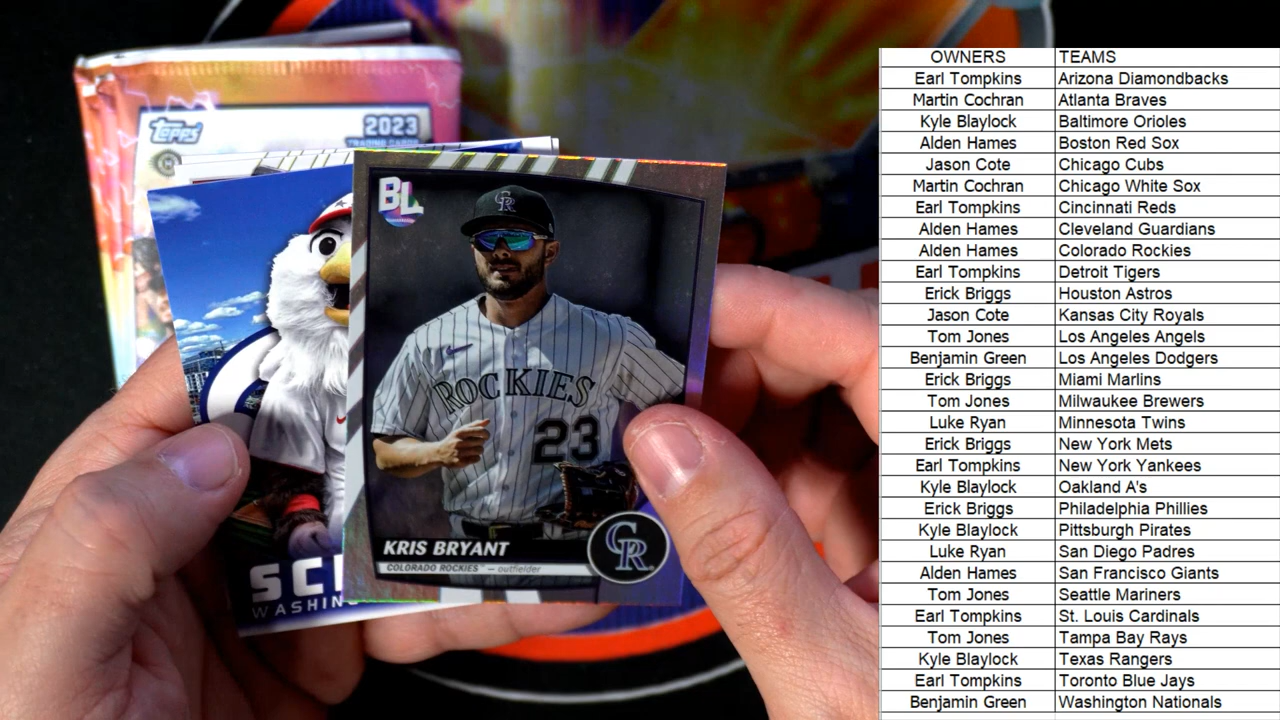 Topps
2023
TRADING CARDS
BL
CR
ROCKIES
23
CR
KRIS BRYANT
COLORADO ROCKIES™ — outfielder
SC
WASHIN
OWNERS TEAMS
Earl Tompkins Arizona Diamondbacks
Martin Cochran Atlanta Braves
Kyle Blaylock Baltimore Orioles
Alden Hames Boston Red Sox
Jason Cote Chicago Cubs
Martin Cochran Chicago White Sox
Earl Tompkins Cincinnati Reds
Alden Hames Cleveland Guardians
Alden Hames Colorado Rockies
Earl Tompkins Detroit Tigers
Erick Briggs Houston Astros
Jason Cote Kansas City Royals
Tom Jones Los Angeles Angels
Benjamin Green Los Angeles Dodgers
Erick Briggs Miami Marlins
Tom Jones Milwaukee Brewers
Luke Ryan Minnesota Twins
Erick Briggs New York Mets
Earl Tompkins New York Yankees
Kyle Blaylock Oakland A's
Erick Briggs Philadelphia Phillies
Kyle Blaylock Pittsburgh Pirates
Luke Ryan San Diego Padres
Alden Hames San Francisco Giants
Tom Jones Seattle Mariners
Earl Tompkins St. Louis Cardinals
Tom Jones Tampa Bay Rays
Kyle Blaylock Texas Rangers
Earl Tompkins Toronto Blue Jays
Benjamin Green Washington Nationals